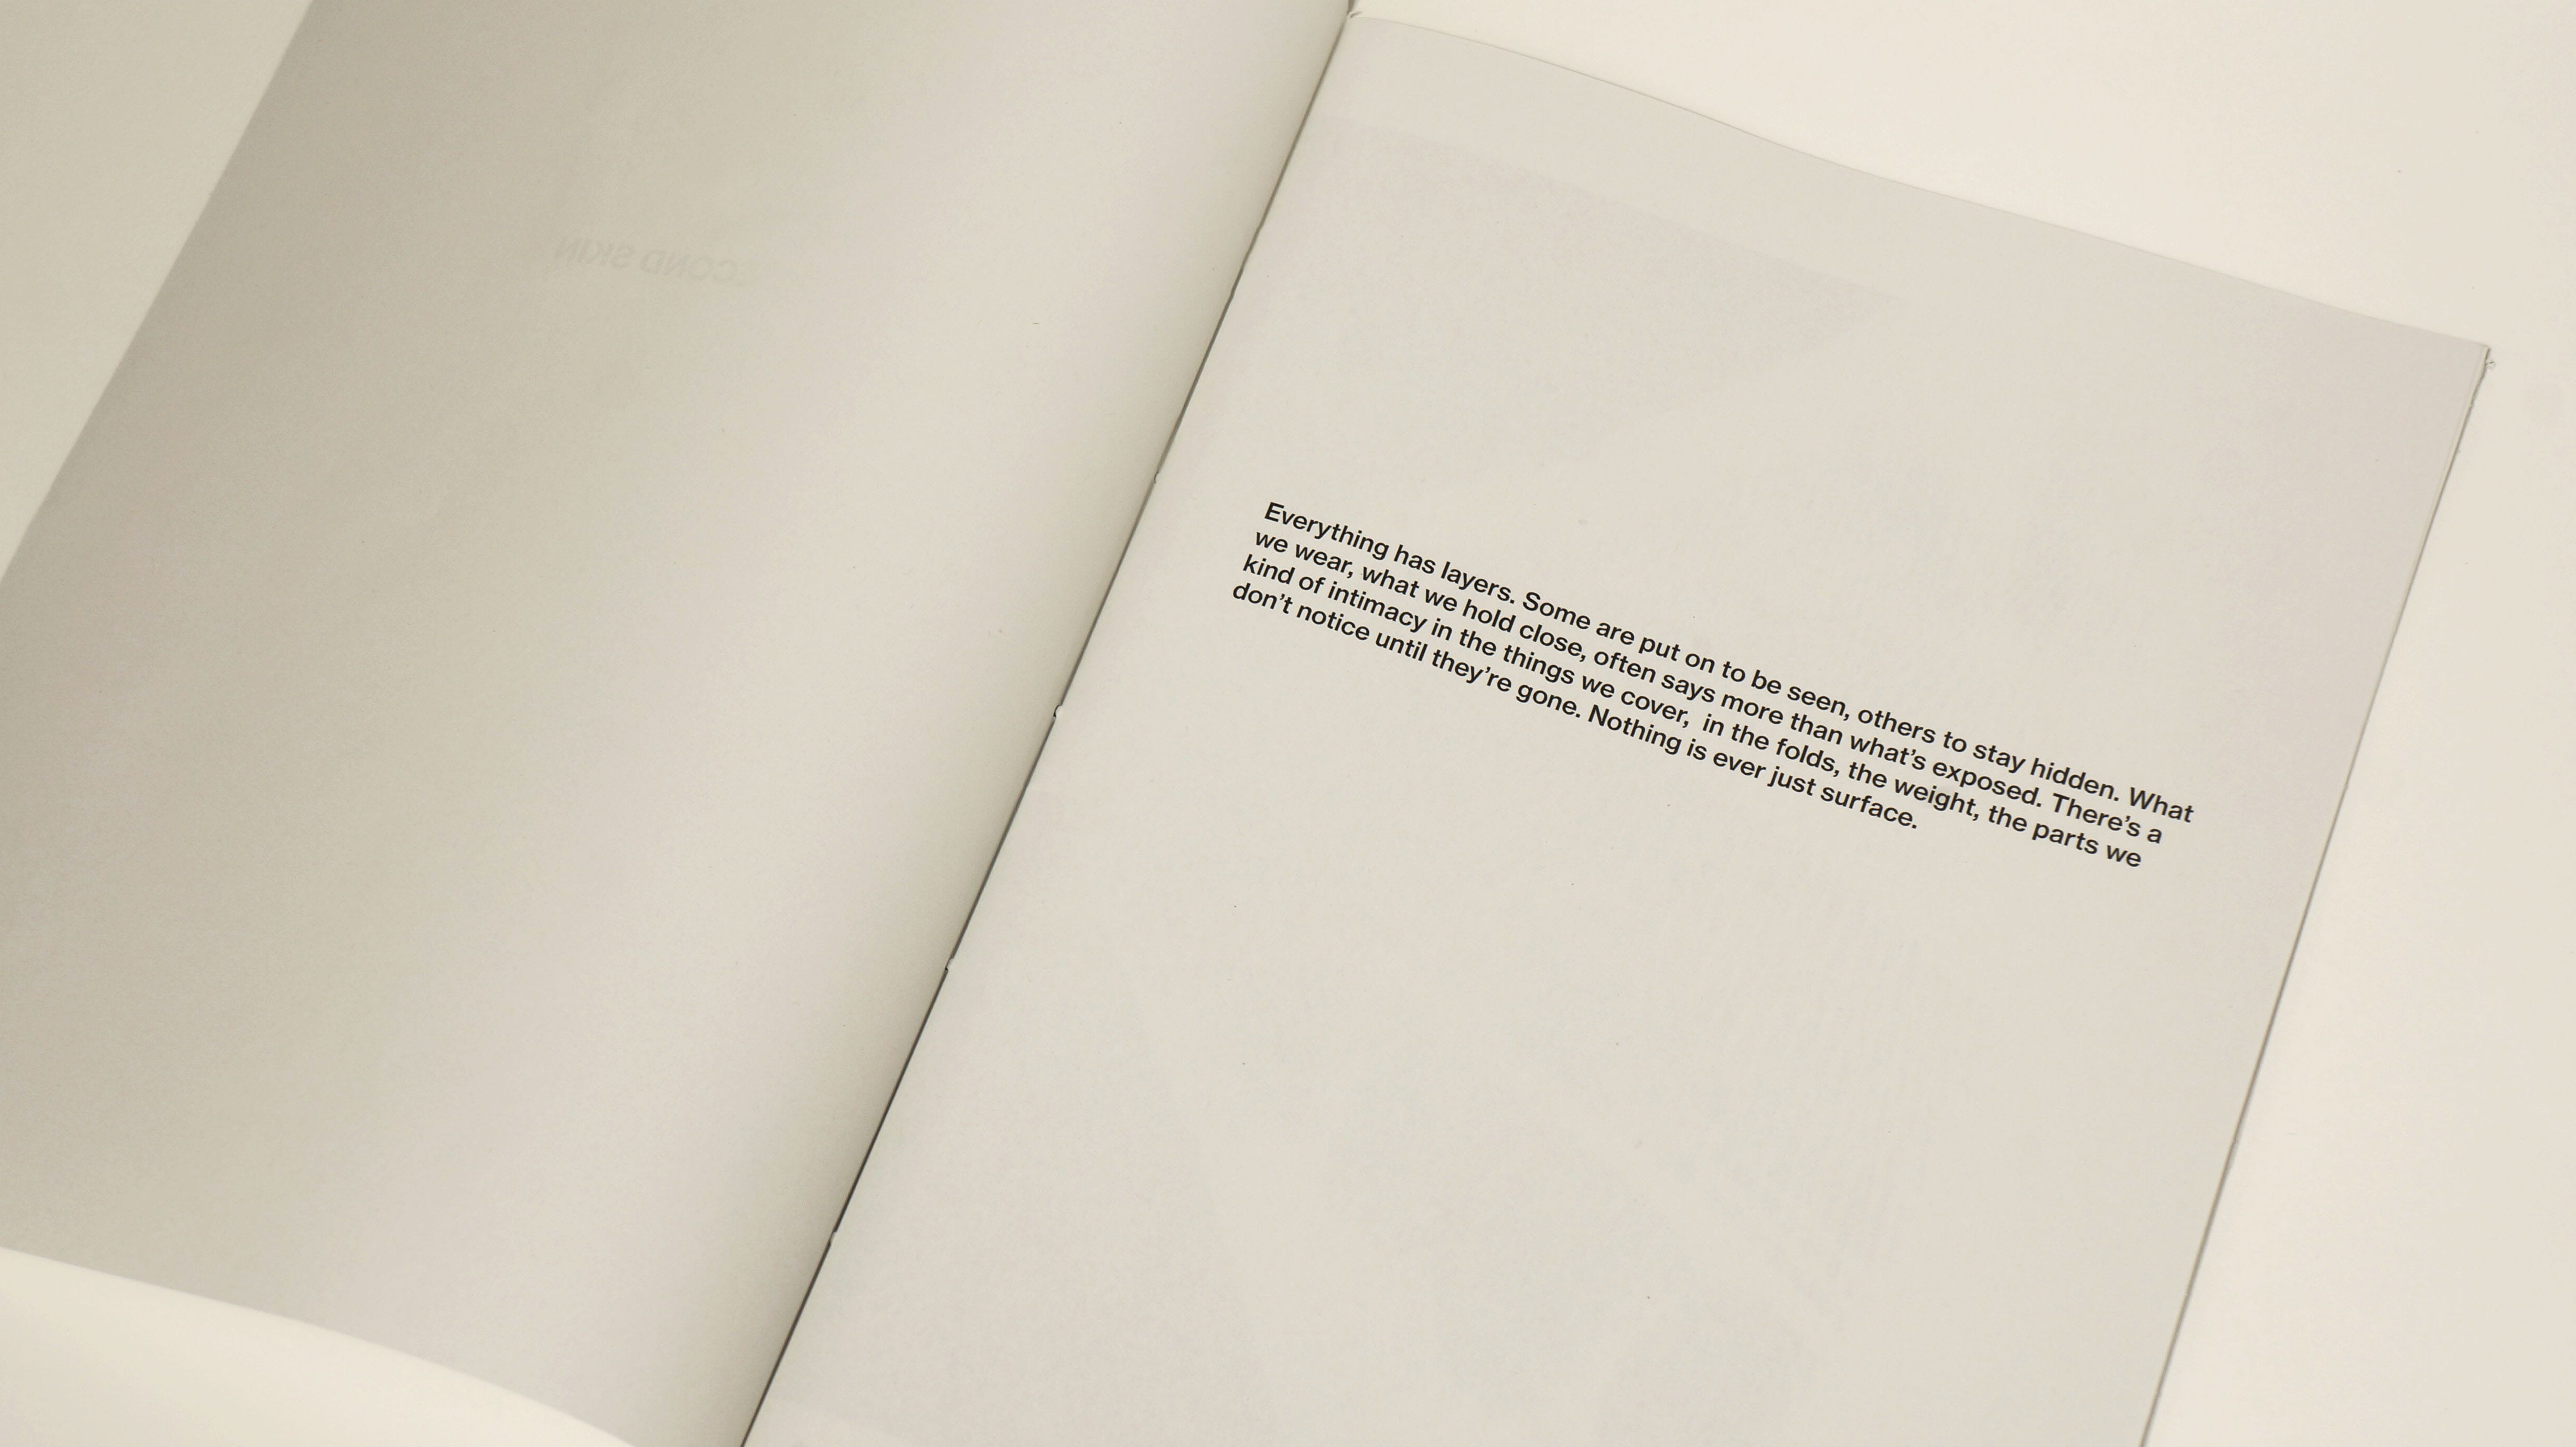 COND SKIN
Everything has layers. Some are put on to be seen, others to stay hidden. What
we wear, what we hold close, often says more than what’s exposed. There’s a
kind of intimacy in the things we cover,  in the folds, the weight, the parts we
don’t notice until they’re gone. Nothing is ever just surface.